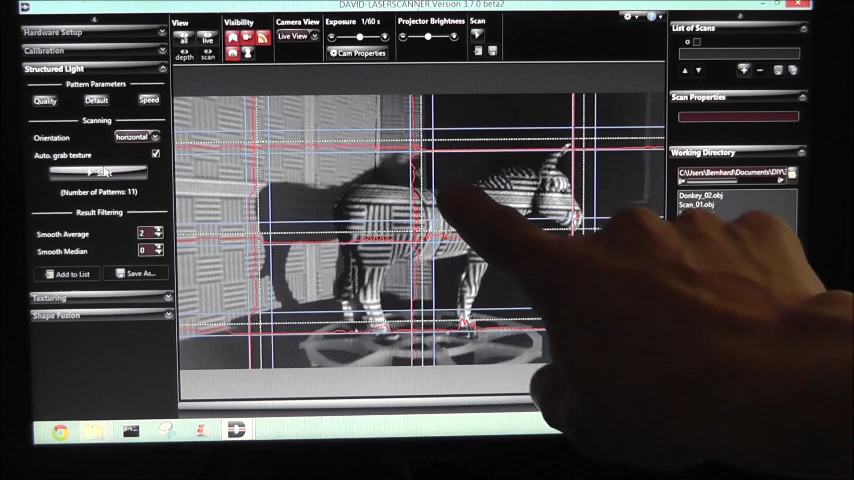 DAVID-LASERSCANNER Version 3.7.0 beta2
Hardware Setup
Calibration
Structured Light
Pattern Parameters
Quality Default Speed
Scanning
Orientation horizontal
Auto. grab texture
Start
(Number of Patterns: 11)
Result Filtering
Smooth Average 2
Smooth Median 0
Add to List Save As...
Texturing
Shape Fusion
View
all live
depth scan
Visibility
Camera View
Live View
Exposure 1/60 s
Cam Properties
Projector Brightness
Scan
List of Scans
Scan Properties
Working Directory
C:\Users\Bernhard\Documents\DIY\
Donkey_02.obj
Scan_01.obj